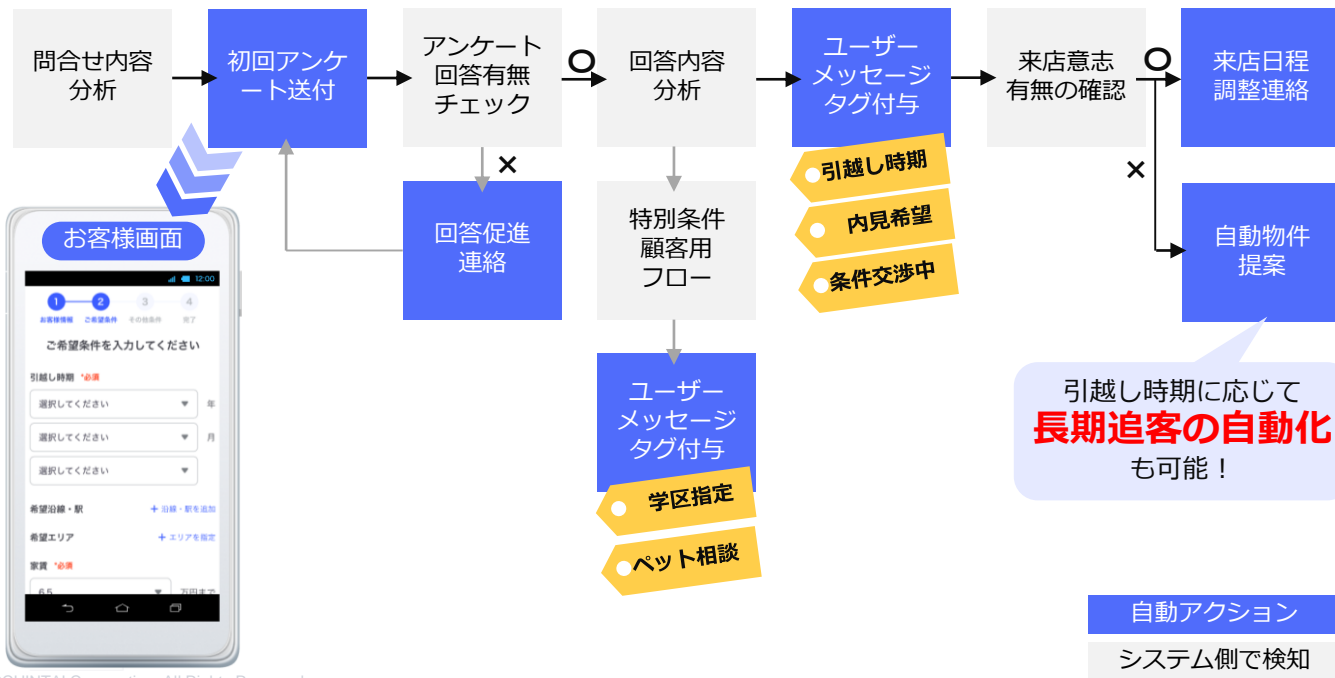 問合せ内容
分析
初回アンケ
ート送付
アンケート
回答有無
チェック
○
回答内容
分析
ユーザー
メッセージ
タグ付与
来店意志
有無の確認
○
来店日程
調整連絡
×
回答促進
連絡
特別条件
顧客用
フロー
引越し時期
内見希望
条件交渉中
×
自動物件
提案
お客様画面
12:00
1
2
3
4
お客様情報
ご希望条件
その他条件
完了
ご希望条件を入力してください
引越し時期 *必須
選択してください ▼ 年
選択してください ▼ 月
選択してください ▼
希望沿線・駅 + 沿線・駅を追加
希望エリア + エリアを指定
家賃 *必須
6.5 ▼ 万円まで
ユーザー
メッセージ
タグ付与
学区指定
ペット相談
引越し時期に応じて
長期追客の自動化
も可能！
自動アクション
システム側で検知